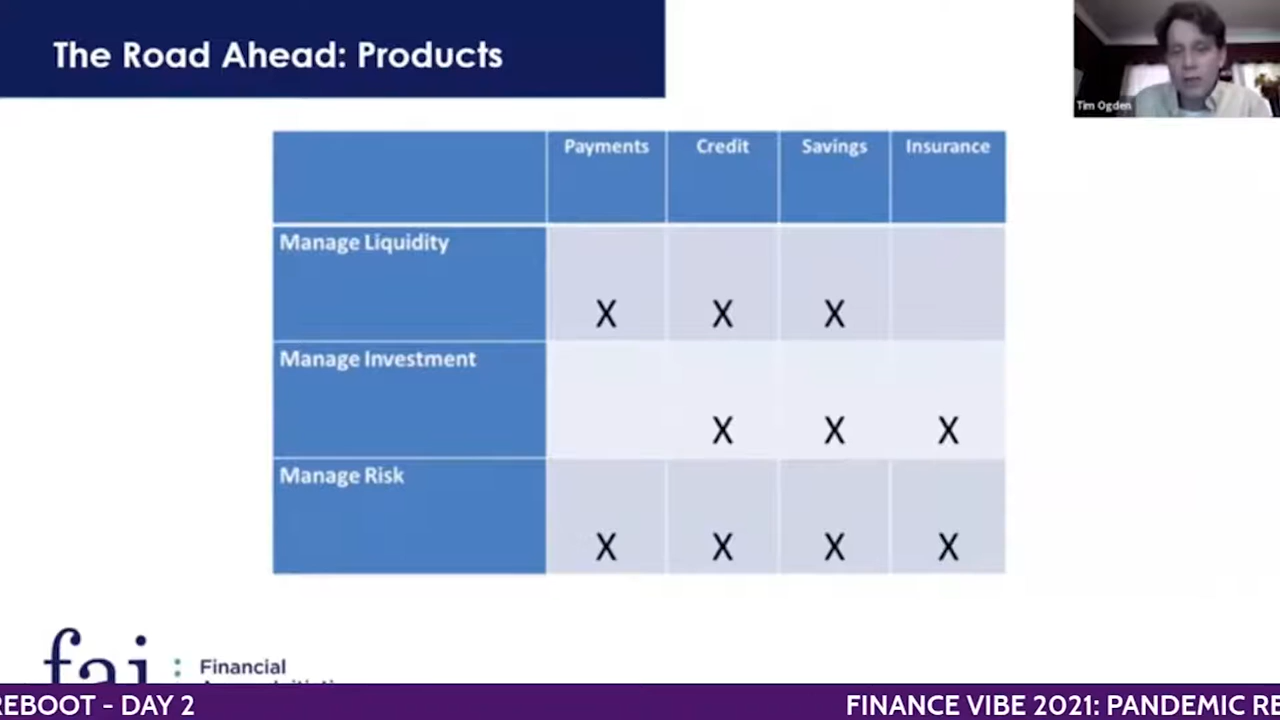 The Road Ahead: Products
Tim Ogden
Payments Credit Savings Insurance
Manage Liquidity
X X X
Manage Investment
X X X
Manage Risk
X X X X
fai
Financial
REBOOT - DAY 2 FINANCE VIBE 2021: PANDEMIC RE